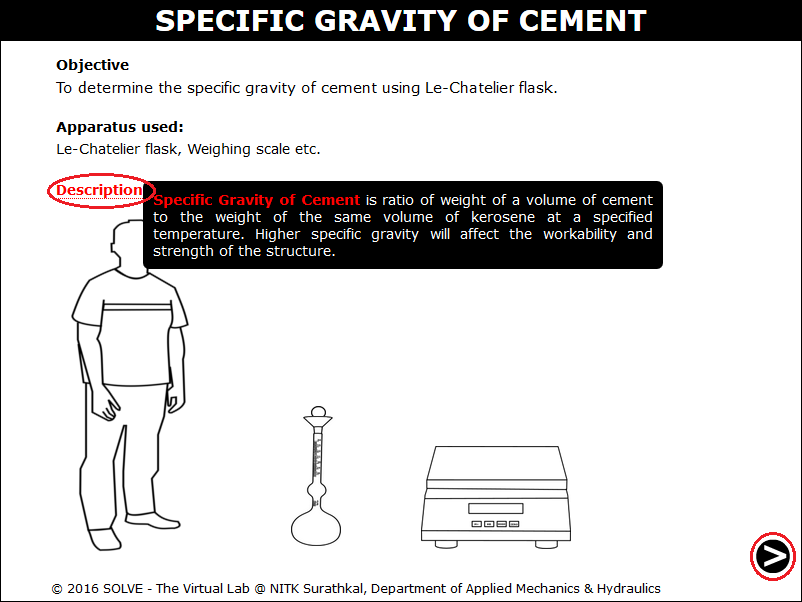 SPECIFIC GRAVITY OF CEMENT
Objective
To determine the specific gravity of cement using Le-Chatelier flask.
Apparatus used:
Le-Chatelier flask, Weighing scale etc.
Description
Specific Gravity of Cement is ratio of weight of a volume of cement
to the weight of the same volume of kerosene at a specified
temperature. Higher specific gravity will affect the workability and
strength of the structure.
© 2016 SOLVE - The Virtual Lab @ NITK Surathkal, Department of Applied Mechanics & Hydraulics